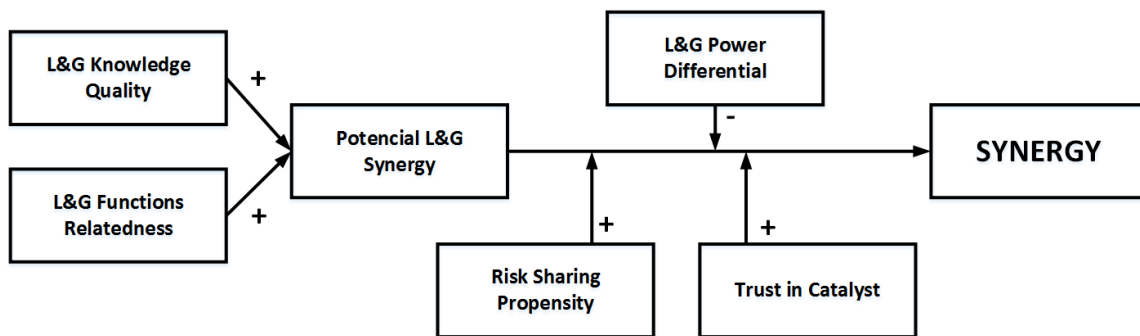 L&G Knowledge
Quality
+
L&G Functions
Relatedness
+
Potencial L&G
Synergy
L&G Power
Differential
-
Risk Sharing
Propensity
+
Trust in Catalyst
+
SYNERGY